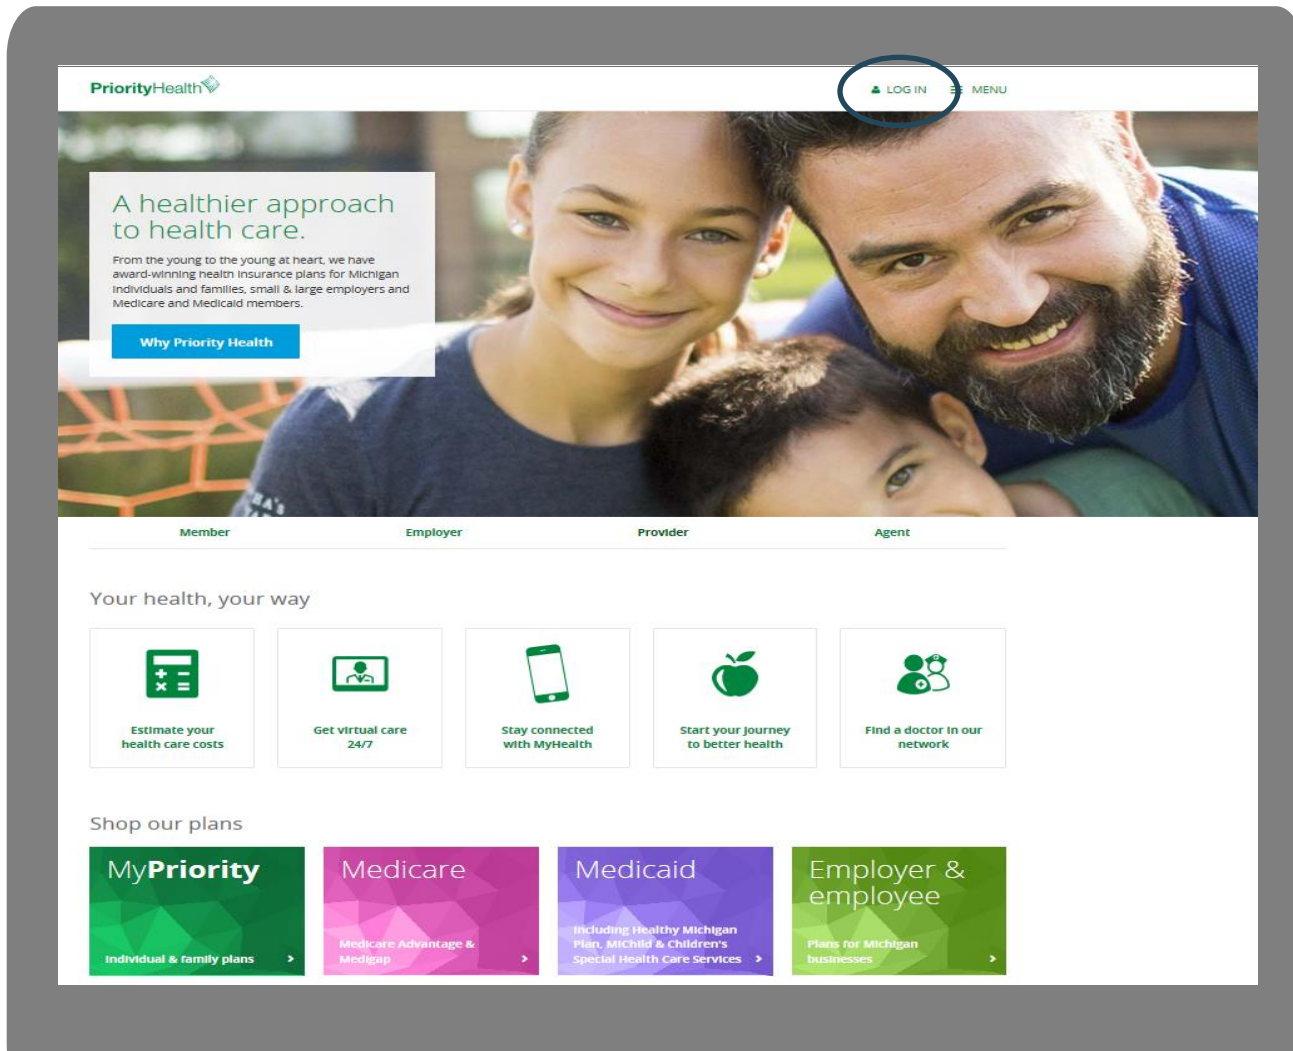 PriorityHealth
LOG IN
MENU
A healthier approach
to health care.
From the young to the young at heart, we have
award-winning health insurance plans for Michigan
individuals and families, small & large employers and
Medicare and Medicaid members.
Why Priority Health
Member
Employer
Provider
Agent
Your health, your way
Estimate your
health care costs
Get virtual care
24/7
Stay connected
with MyHealth
Start your journey
to better health
Find a doctor in our
network
Shop our plans
MyPriority
Individual & family plans
Medicare
Medicare Advantage &
Medigap
Medicaid
Including Healthy Michigan
Plan, MIChild & Children's
Special Health Care Services
Employer &
employee
Plans for Michigan
businesses